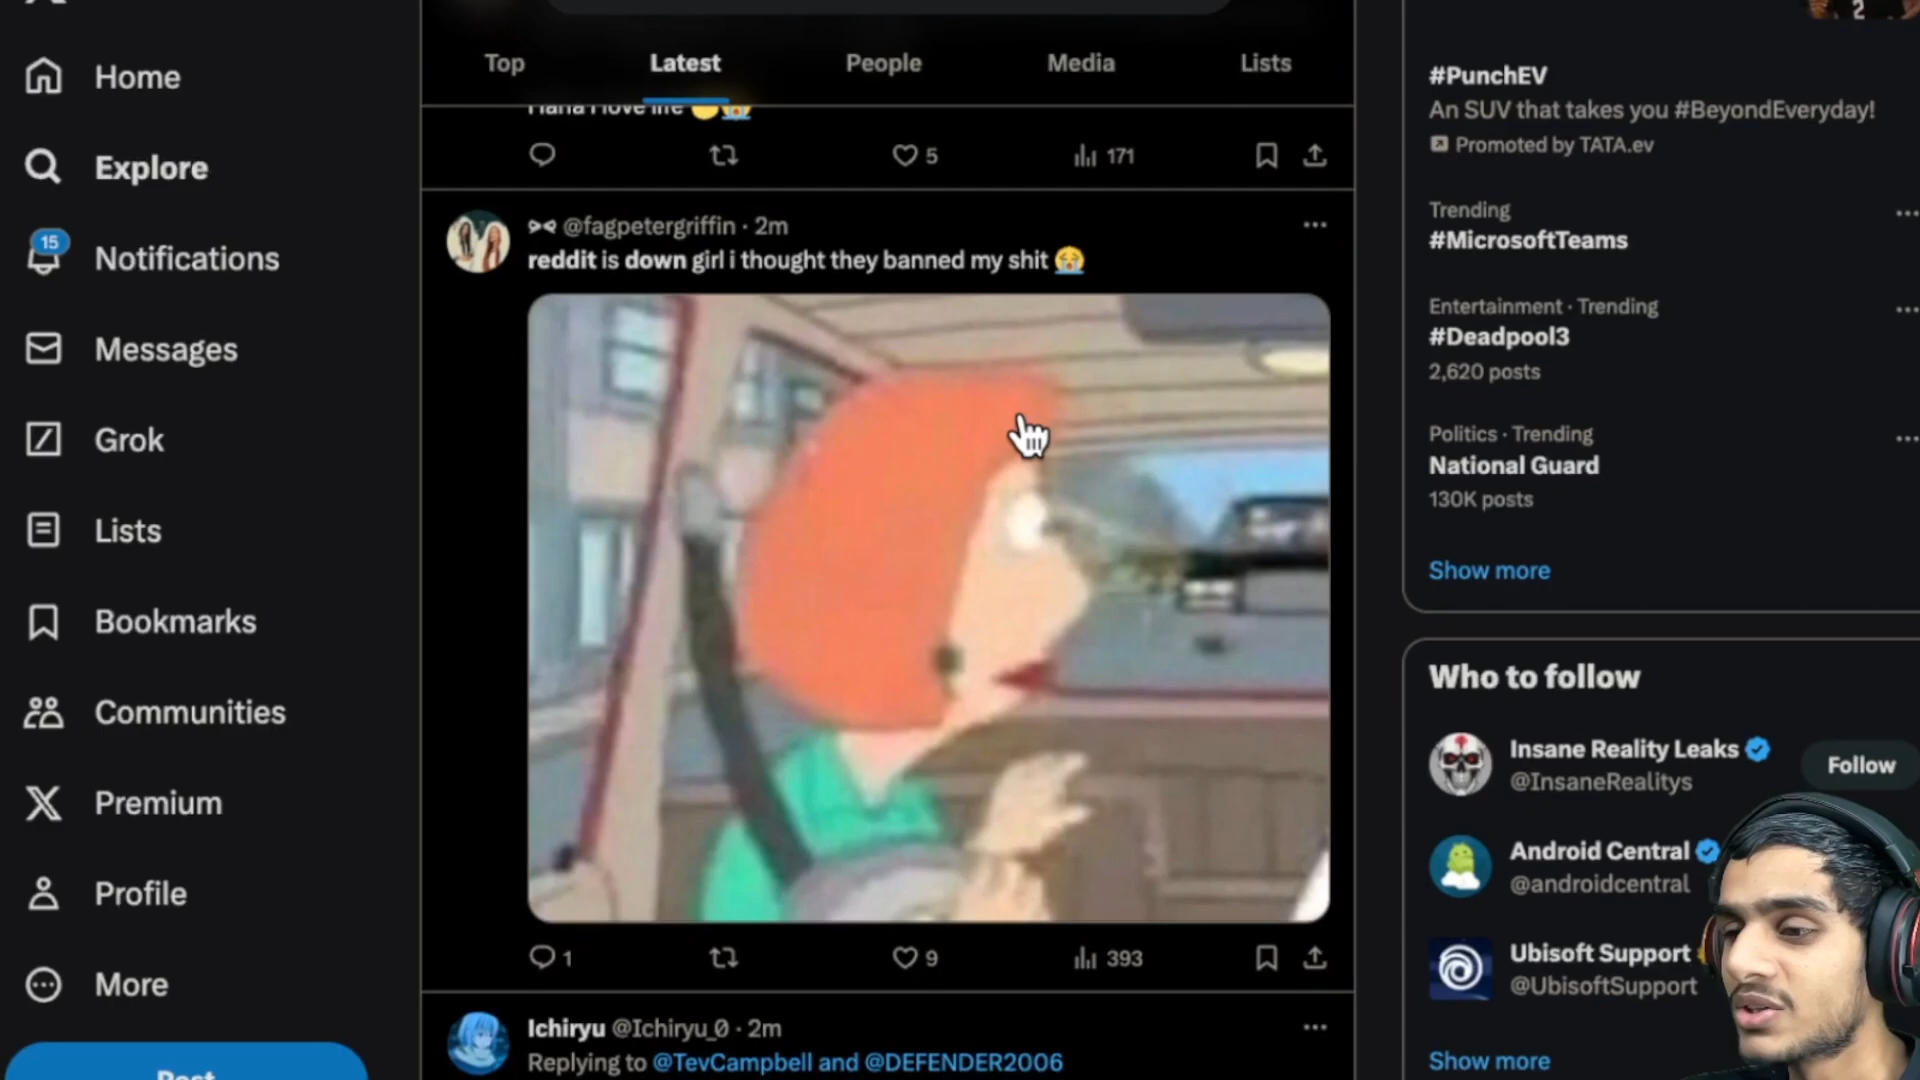 Home
Explore
15
Notifications
Messages
Grok
Lists
Bookmarks
Communities
Premium
Profile
More
Post
Top Latest People Media Lists
I love life
5 171
@fagpetergriffin · 2m
reddit is down girl i thought they banned my shit 😭
1 9 393
Ichiryu @Ichiryu_0 · 2m
Replying to @TevCampbell and @DEFENDER2006
2
#PunchEV
An SUV that takes you #BeyondEveryday!
Promoted by TATA.ev
Trending
#MicrosoftTeams
Entertainment · Trending
#Deadpool3
2,620 posts
Politics · Trending
National Guard
130K posts
Show more
Who to follow
Insane Reality Leaks
@InsaneRealitys
Follow
Android Central
@androidcentral
Ubisoft Support
@UbisoftSupport
Show more